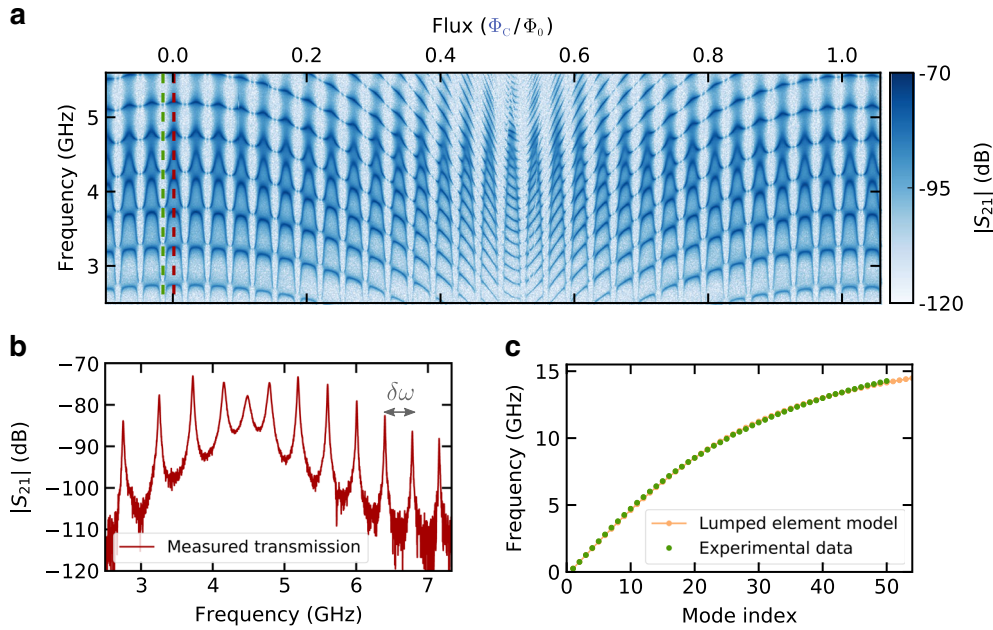 a
Flux (Φ_C/Φ_0)
0.0 0.2 0.4 0.6 0.8 1.0
Frequency (GHz)
5
4
3
-70
-95
-120
|S_21| (dB)
b
|S_21| (dB)
−70
−80
−90
−100
−110
−120
δω
Measured transmission
3 4 5 6 7
Frequency (GHz)
c
Frequency (GHz)
15
10
5
0
Lumped element model
Experimental data
0 10 20 30 40 50
Mode index